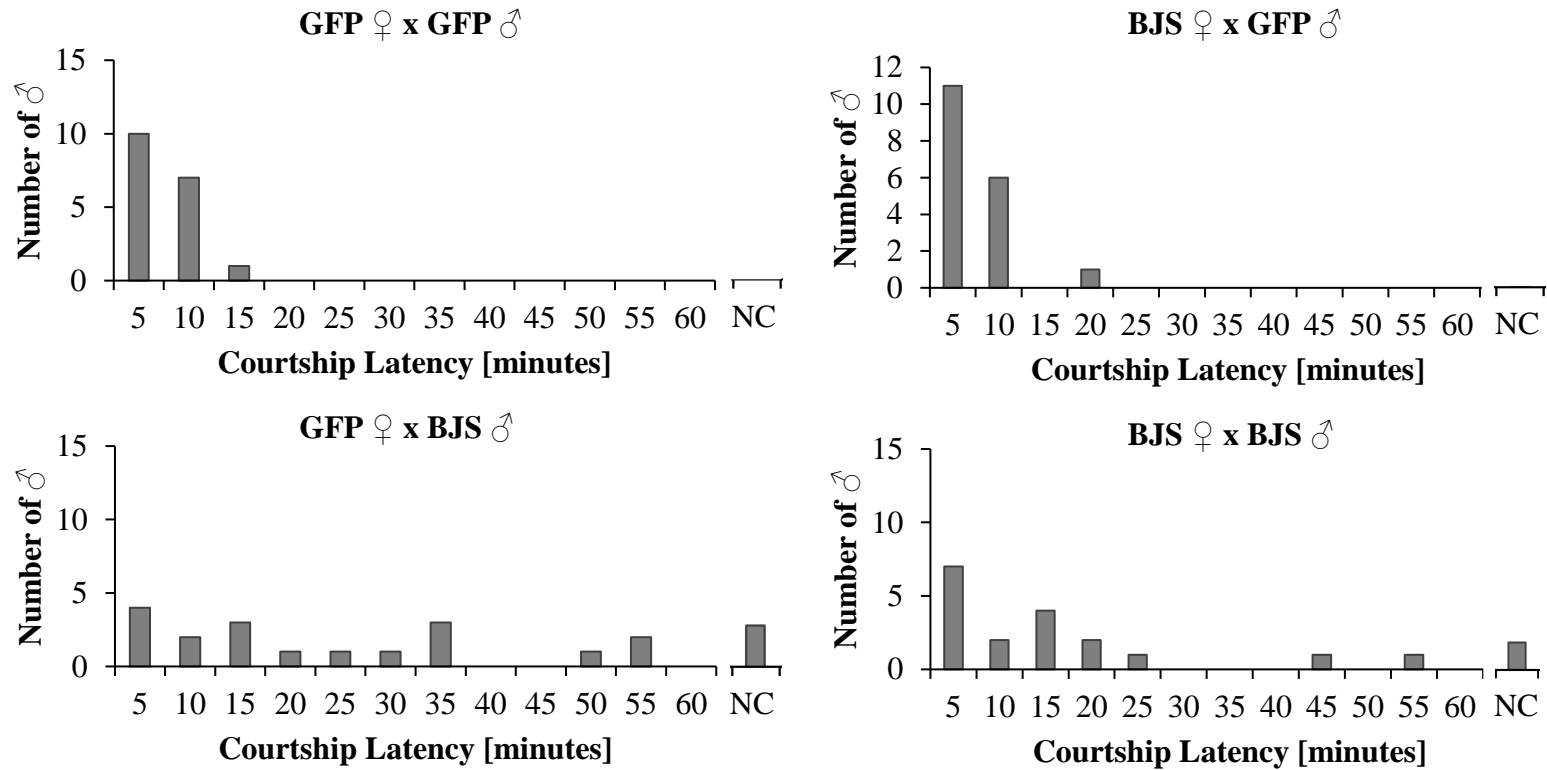 GFP ♀ x GFP ♂
15
10
5
0
Number of ♂
5 10 15 20 25 30 35 40 45 50 55 60 NC
Courtship Latency [minutes]
BJS ♀ x GFP ♂
12
10
8
6
4
2
0
Number of ♂
5 10 15 20 25 30 35 40 45 50 55 60 NC
Courtship Latency [minutes]
GFP ♀ x BJS ♂
15
10
5
0
Number of ♂
5 10 15 20 25 30 35 40 45 50 55 60 NC
Courtship Latency [minutes]
BJS ♀ x BJS ♂
15
10
5
0
Number of ♂
5 10 15 20 25 30 35 40 45 50 55 60 NC
Courtship Latency [minutes]